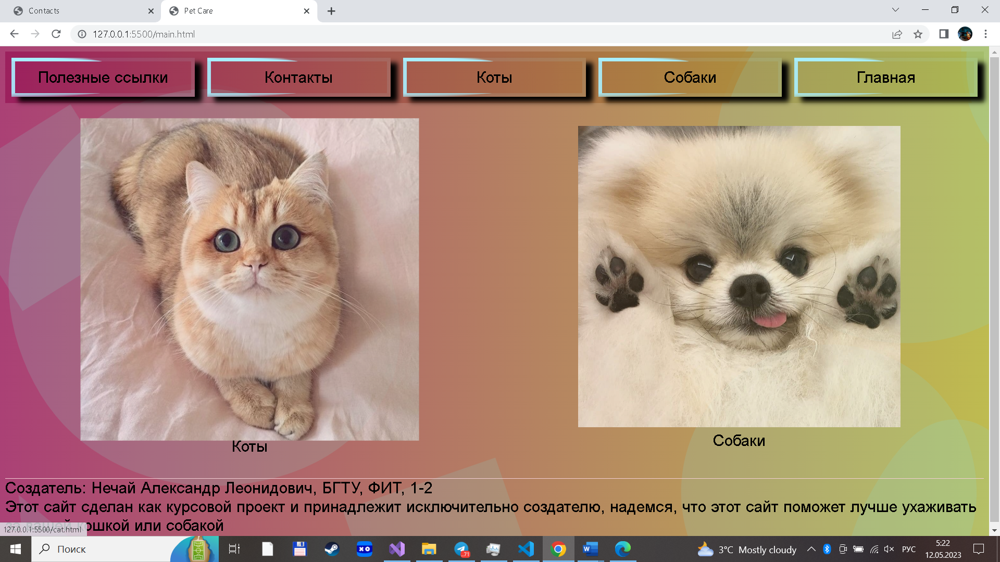 Contacts
Pet Care
127.0.0.1:5500/main.html
Полезные ссылки
Контакты
Коты
Собаки
Главная
Коты
Собаки
Создатель: Нечай Александр Леонидович, БГТУ, ФИТ, 1-2
Этот сайт сделан как курсовой проект и принадлежит исключительно создателю, надемся, что этот сайт поможет лучше ухаживать
кошкой или собакой
127.0.0.1:5500/cat.html
Поиск
71
3°C Mostly cloudy
РУС
5:22
12.05.2023